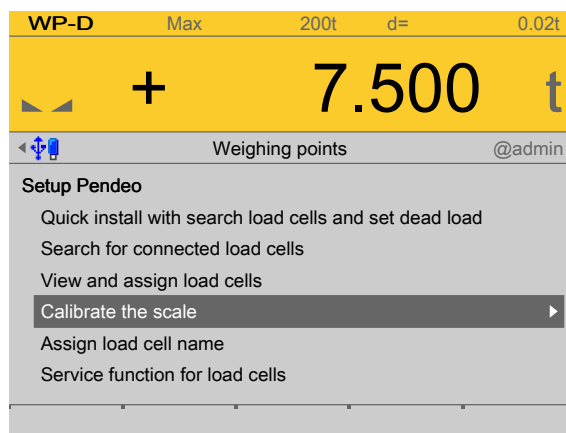 WP-D Max 200t d= 0.02t
+ 7.500 t
Weighing points @admin
Setup Pendeo
Quick install with search load cells and set dead load
Search for connected load cells
View and assign load cells
Calibrate the scale
Assign load cell name
Service function for load cells